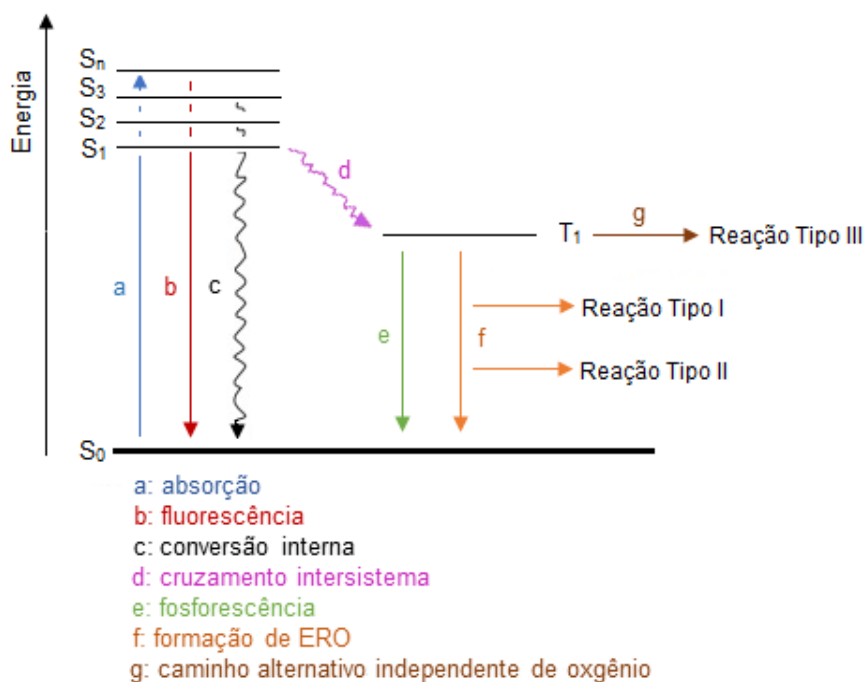 Energia
Sn
S3
S2
S1
d
T1
g
Reação Tipo III
a
b
c
e
f
Reação Tipo I
Reação Tipo II
S0
a: absorção
b: fluorescência
c: conversão interna
d: cruzamento intersistema
e: fosforescência
f: formação de ERO
g: caminho alternativo independente de oxgênio